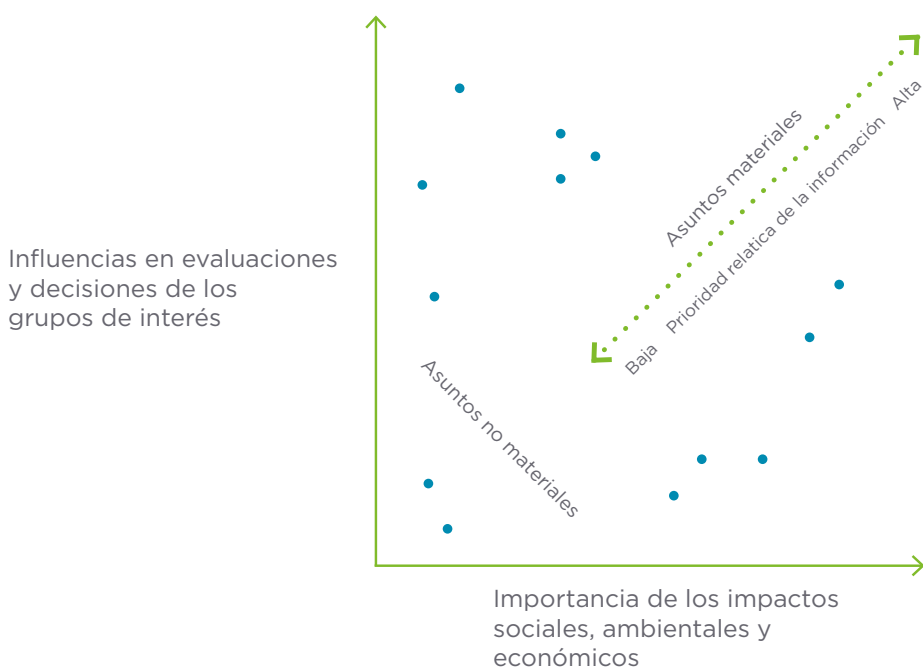 Influencias en evaluaciones
y decisiones de los
grupos de interés
Asuntos materiales
Baja Prioridad relatica de la información Alta
Asuntos no materiales
Importancia de los impactos
sociales, ambientales y
económicos